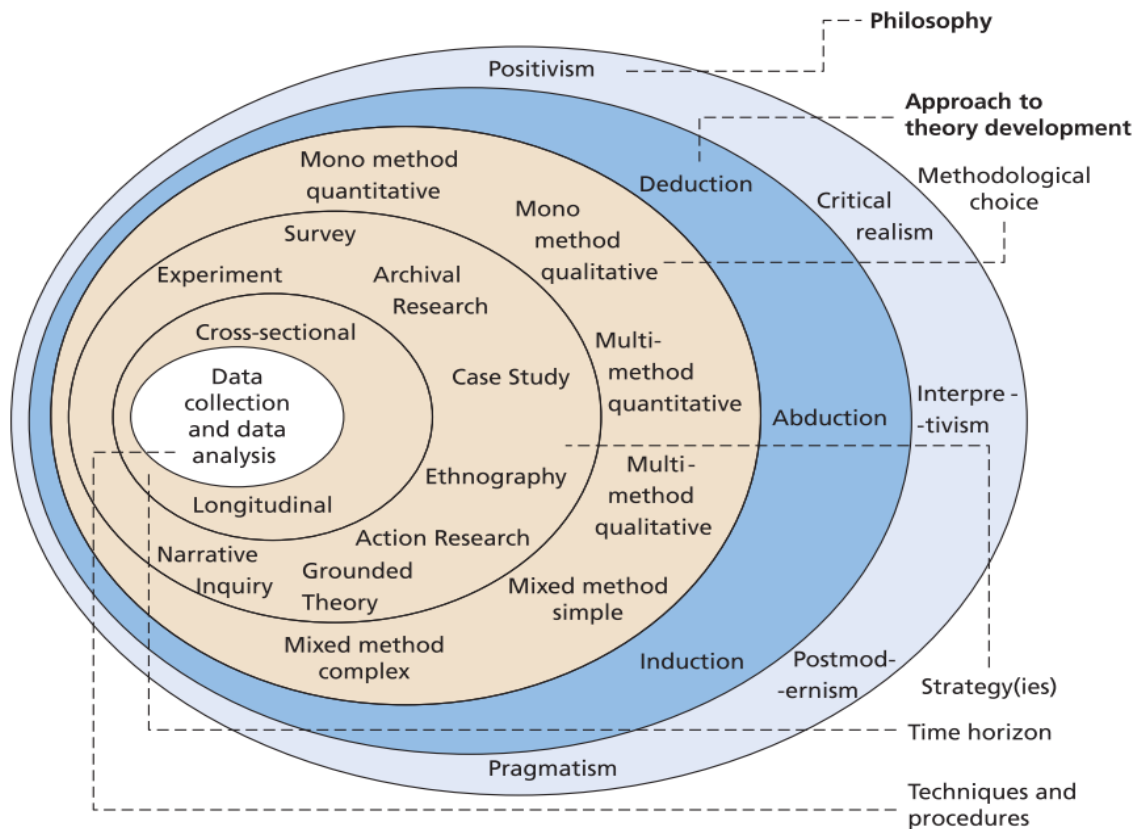 Philosophy
Positivism
Approach to
theory development
Mono method
quantitative
Deduction
Methodological
choice
Critical
realism
Mono
method
qualitative
Survey
Experiment
Archival
Research
Cross-sectional
Multi-
method
quantitative
Data
collection
and data
analysis
Case Study
Abduction
Interpre -
-tivism
Ethnography
Multi-
method
qualitative
Longitudinal
Action Research
Narrative
Inquiry
Grounded
Theory
Mixed method
simple
Mixed method
complex
Induction
Postmod-
-ernism
Strategy(ies)
Time horizon
Pragmatism
Techniques and
procedures